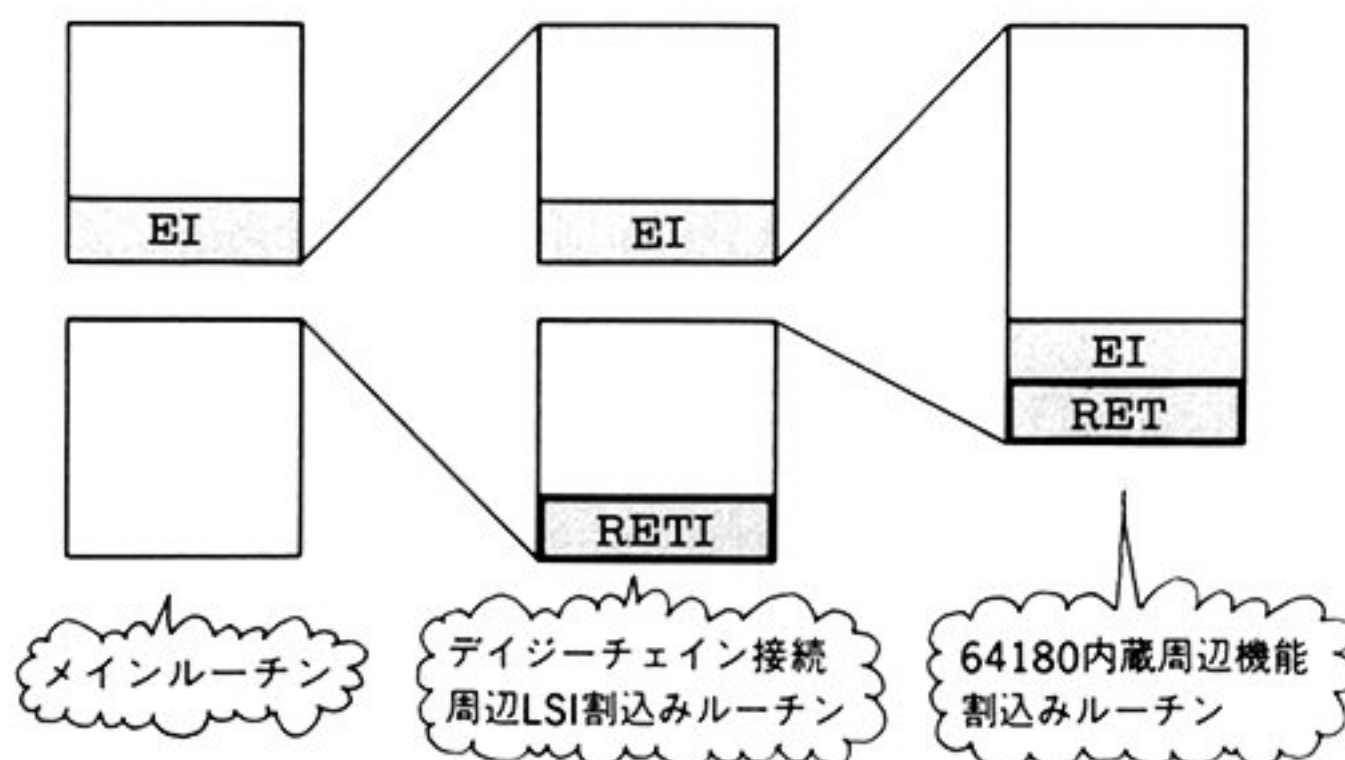 EI
EI
EI
RET
RETI
メインルーチン
デイジーチェイン接続
周辺LSI割込みルーチン
64180内蔵周辺機能
割込みルーチン